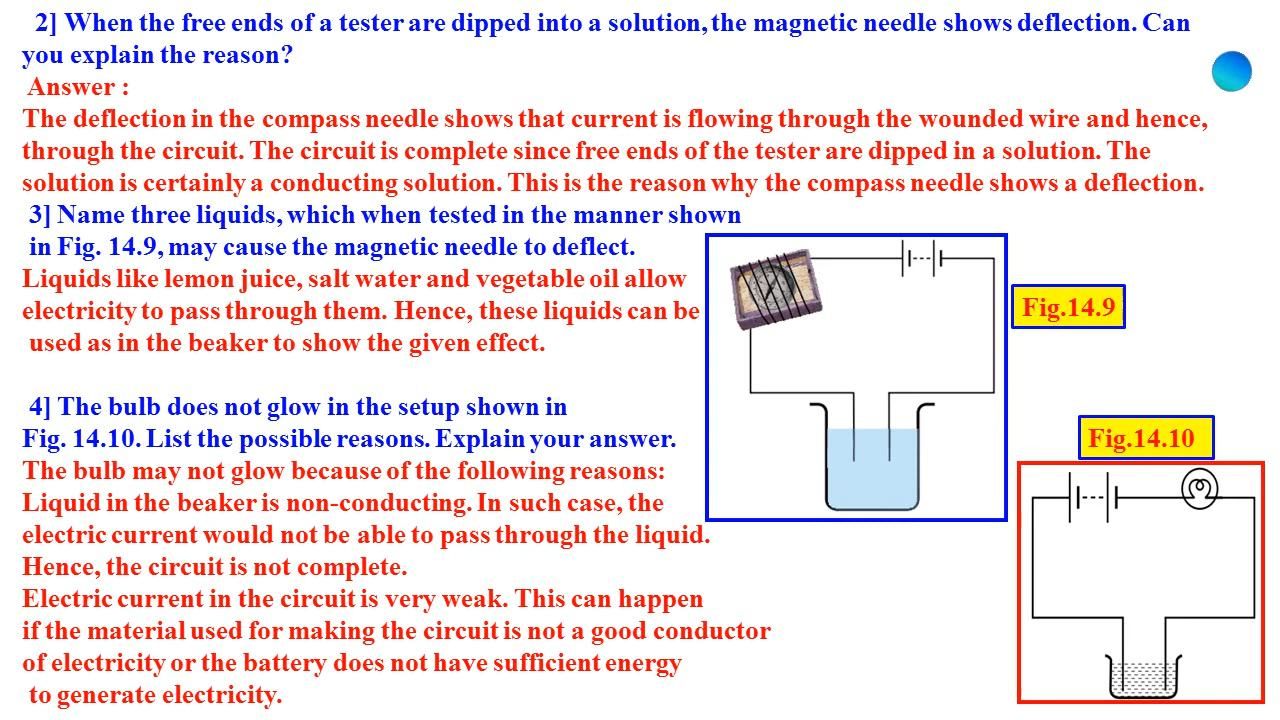 2] When the free ends of a tester are dipped into a solution, the magnetic needle shows deflection. Can
you explain the reason?
Answer :
The deflection in the compass needle shows that current is flowing through the wounded wire and hence,
through the circuit. The circuit is complete since free ends of the tester are dipped in a solution. The
solution is certainly a conducting solution. This is the reason why the compass needle shows a deflection.
3] Name three liquids, which when tested in the manner shown
in Fig. 14.9, may cause the magnetic needle to deflect.
Liquids like lemon juice, salt water and vegetable oil allow
electricity to pass through them. Hence, these liquids can be
used as in the beaker to show the given effect.
Fig.14.9
4] The bulb does not glow in the setup shown in
Fig. 14.10. List the possible reasons. Explain your answer.
The bulb may not glow because of the following reasons:
Liquid in the beaker is non-conducting. In such case, the
electric current would not be able to pass through the liquid.
Hence, the circuit is not complete.
Electric current in the circuit is very weak. This can happen
if the material used for making the circuit is not a good conductor
of electricity or the battery does not have sufficient energy
to generate electricity.
Fig.14.10